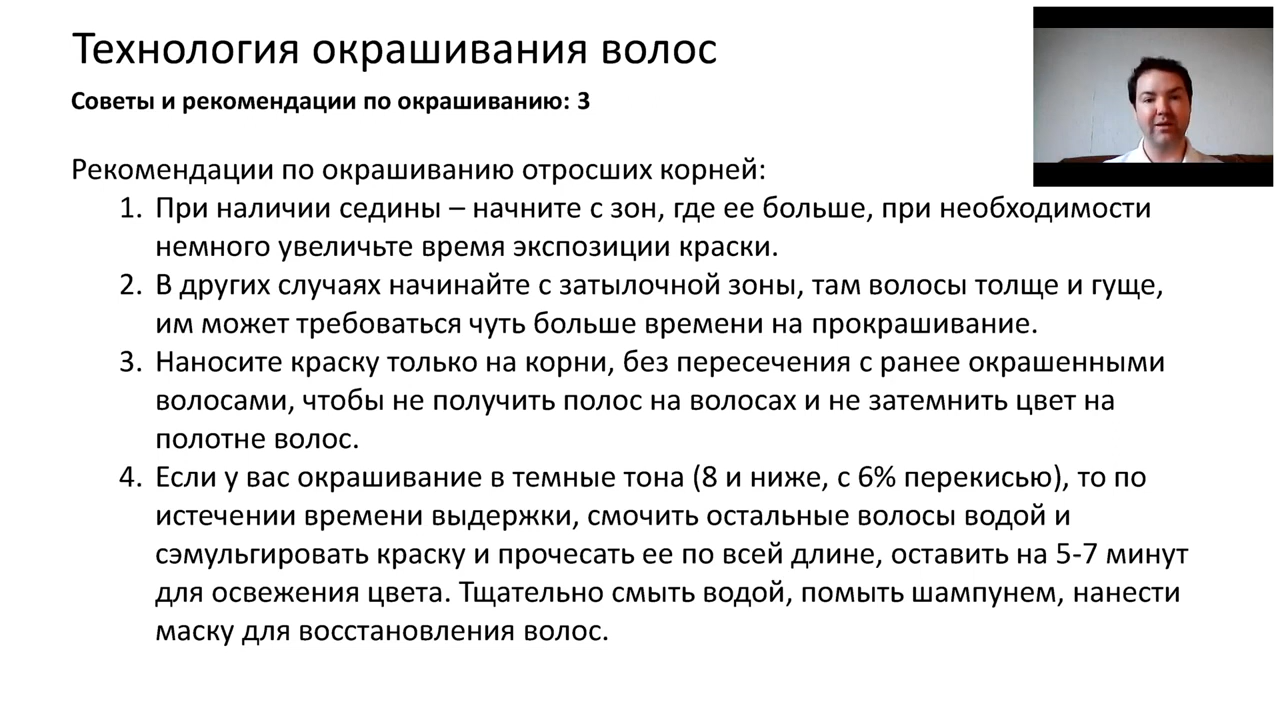 Технология окрашивания волос
Советы и рекомендации по окрашиванию: 3
Рекомендации по окрашиванию отросших корней:
1. При наличии седины – начните с зон, где ее больше, при необходимости
немного увеличьте время экспозиции краски.
2. В других случаях начинайте с затылочной зоны, там волосы толще и гуще,
им может требоваться чуть больше времени на прокрашивание.
3. Наносите краску только на корни, без пересечения с ранее окрашенными
волосами, чтобы не получить полос на волосах и не затемнить цвет на
полотне волос.
4. Если у вас окрашивание в темные тона (8 и ниже, с 6% перекисью), то по
истечении времени выдержки, смочить остальные волосы водой и
сэмульгировать краску и прочесать ее по всей длине, оставить на 5-7 минут
для освежения цвета. Тщательно смыть водой, помыть шампунем, нанести
маску для восстановления волос.